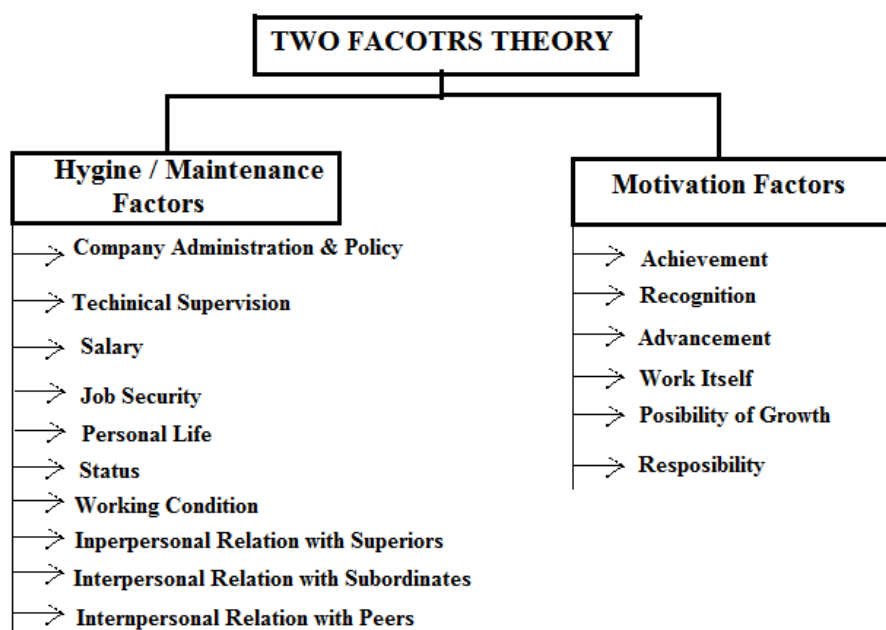 TWO FACOTRS THEORY
Hygine / Maintenance
Factors
Company Administration & Policy
Techinical Supervision
Salary
Job Security
Personal Life
Status
Working Condition
Inperpersonal Relation with Superiors
Interpersonal Relation with Subordinates
Internpersonal Relation with Peers
Motivation Factors
Achievement
Recognition
Advancement
Work Itself
Posibility of Growth
Resposibility